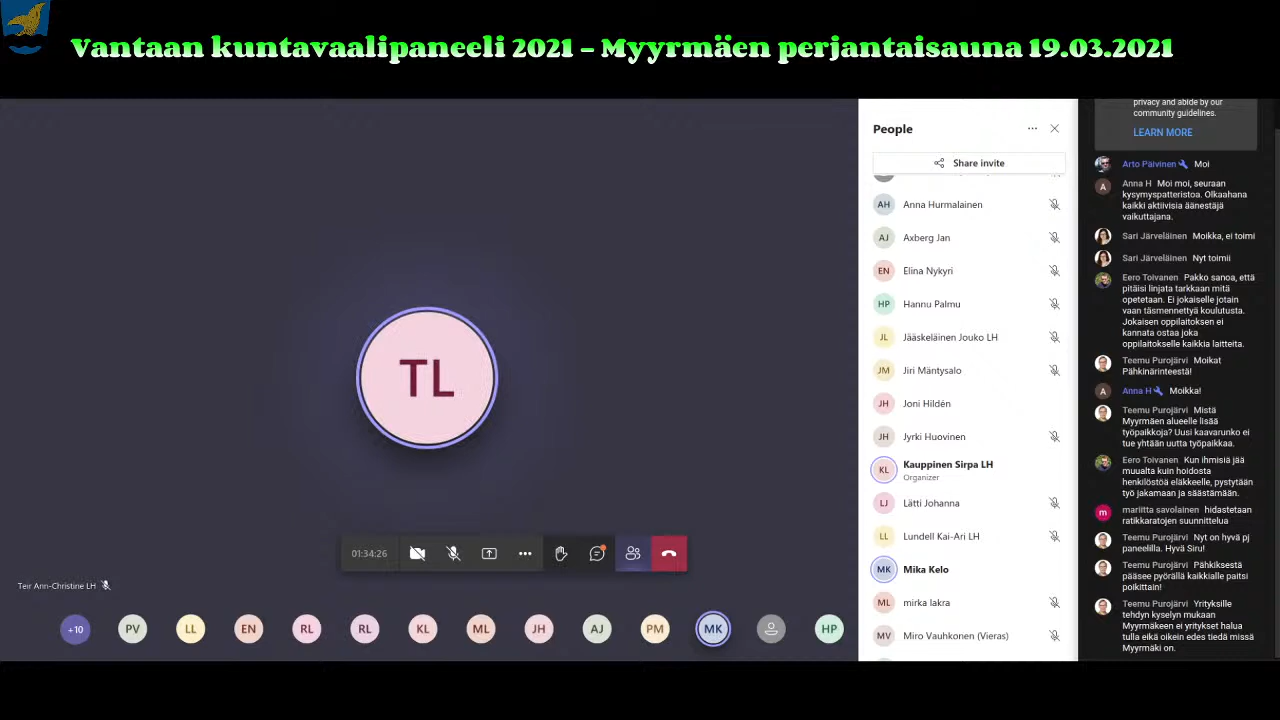 Vantaan kuntavaalipaneeli 2021 – Myyrmäen perjantaisauna 19.03.2021
TL
01:34:26
Teir Ann-Christine LH
+10
PV
LL
EN
RL
RL
KL
ML
JH
AJ
PM
MK
HP
People
Share invite
AH Anna Hurmalainen
AJ Axberg Jan
EN Elina Nykyri
HP Hannu Palmu
JL Jääskeläinen Jouko LH
JM Jiri Mäntysalo
JH Joni Hildén
JH Jyrki Huovinen
KL Kauppinen Sirpa LH
Organizer
LJ Lätti Johanna
LL Lundell Kai-Ari LH
MK Mika Kelo
ML mirka lakra
MV Miro Vauhkonen (Vieras)
privacy and abide by our
community guidelines.
LEARN MORE
Arto Päivinen Moi
A Anna H Moi moi, seuraan
kysymyspatteristoa. Olkaahana
kaikki aktiivisia äänestäjä
vaikuttajana.
Sari Järveläinen Moikka, ei toimi
Sari Järveläinen Nyt toimii
Eero Toivanen Pakko sanoa, että
pitäisi linjata tarkkaan mitä
opetetaan. Ei jokaiselle jotain
vaan täsmennettyä koulutusta.
Jokaisen oppilaitoksen ei
kannata ostaa joka
oppilaitokselle kaikkia laitteita.
Teemu Purojärvi Moikat
Pähkinärinteestä!
A Anna H Moikka!
Teemu Purojärvi Mistä
Myyrmäen alueelle lisää
työpaikkoja? Uusi kaavarunko ei
tue yhtään uutta työpaikkaa.
Eero Toivanen Kun ihmisiä jää
muualta kuin hoidosta
henkilöstöä eläkkeelle, pystytään
työ jakamaan ja säästämään.
m mariitta savolainen hidastetaan
ratikkaratojen suunnittelua
Teemu Purojärvi Nyt on hyvä pj
paneelilla. Hyvä Siru!
Teemu Purojärvi Pähkiksestä
pääsee pyörällä kaikkialle paitsi
poikittain!
Teemu Purojärvi Yrityksille
tehdyn kyselyn mukaan
Myyrmäkeen ei yritykset halua
tulla eikä oikein edes tiedä missä
Myyrmäki on.